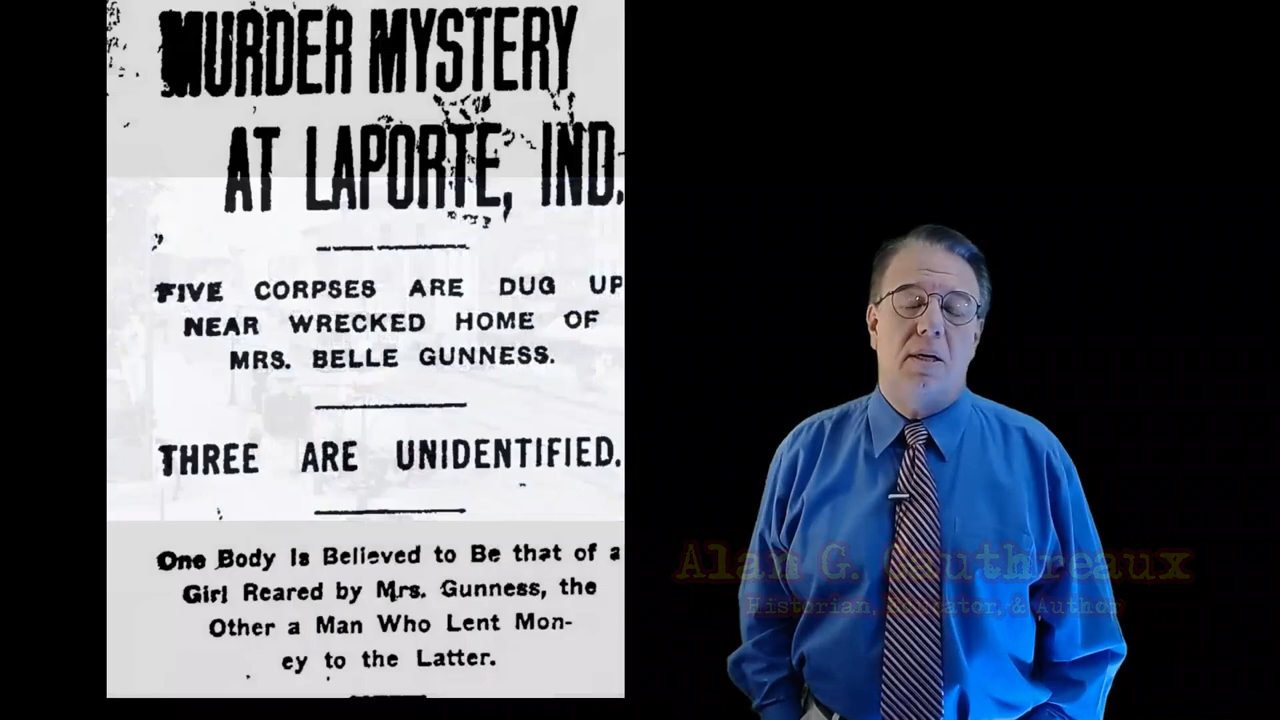 MURDER MYSTERY
AT LAPORTE, IND.
FIVE CORPSES ARE DUG UP
NEAR WRECKED HOME OF
MRS. BELLE GUNNESS.
THREE ARE UNIDENTIFIED.
One Body Is Believed to Be that of a
Girl Reared by Mrs. Gunness, the
Other a Man Who Lent Mon-
ey to the Latter.
Alan G. Gauthreaux
Historian, Educator, & Author